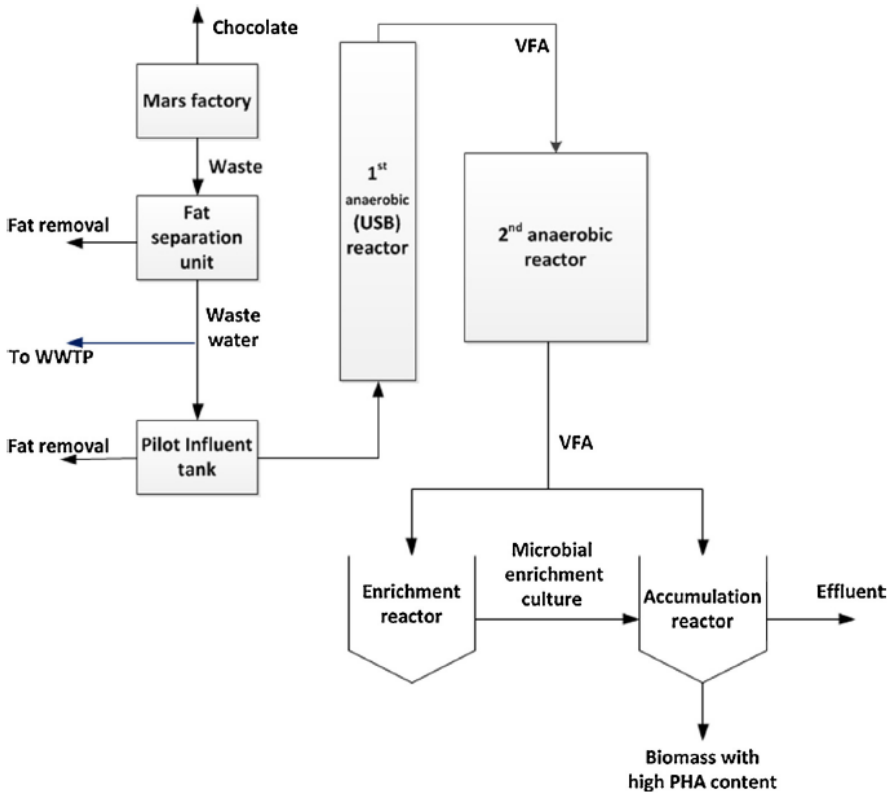 Chocolate
Mars factory
Waste
Fat removal
Fat
separation
unit
Waste
water
To WWTP
Fat removal
Pilot Influent
tank
1st
anaerobic
(USB)
reactor
VFA
2nd anaerobic
reactor
VFA
Enrichment
reactor
Microbial
enrichment
culture
Accumulation
reactor
Effluent
Biomass with
high PHA content